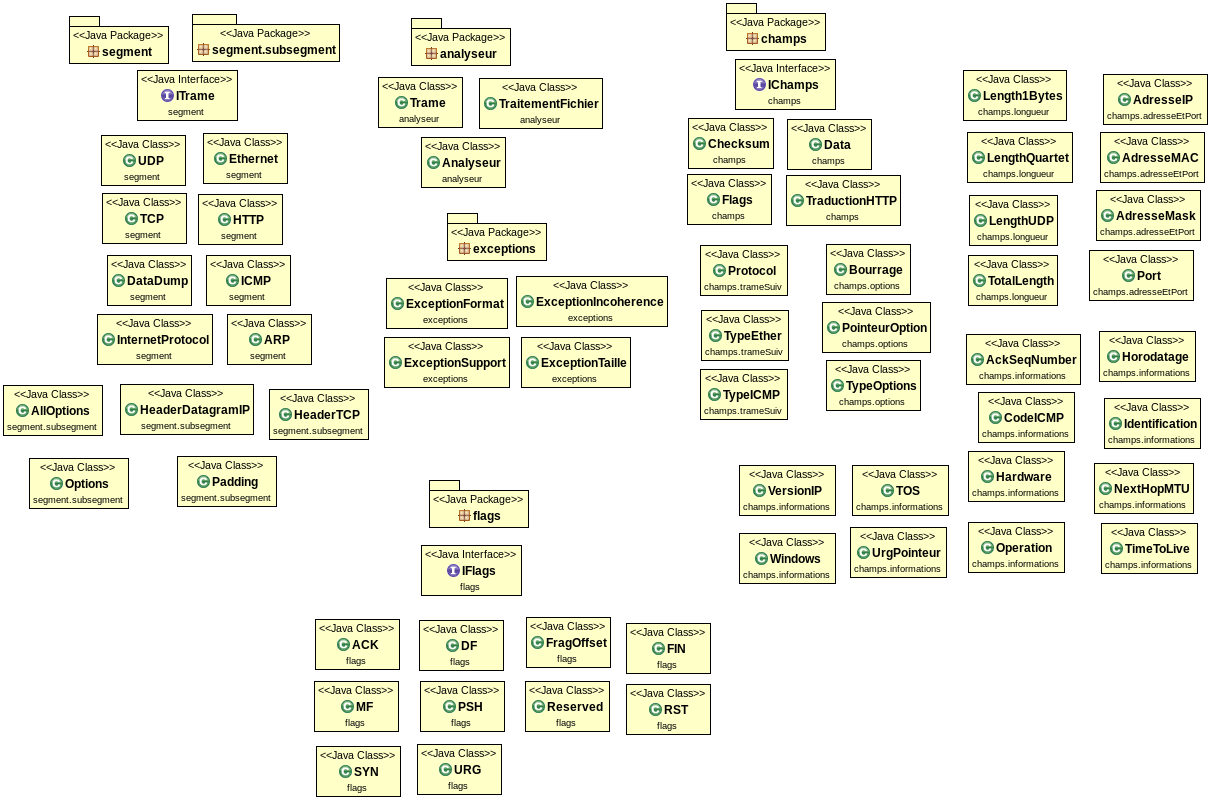 <<Java Package>>
segment
<<Java Package>>
segment.subsegment
<<Java Interface>>
ITrame
segment
<<Java Class>>
UDP
segment
<<Java Class>>
Ethernet
segment
<<Java Class>>
TCP
segment
<<Java Class>>
HTTP
segment
<<Java Class>>
DataDump
segment
<<Java Class>>
ICMP
segment
<<Java Class>>
InternetProtocol
segment
<<Java Class>>
ARP
segment
<<Java Class>>
AllOptions
segment.subsegment
<<Java Class>>
HeaderDatagramIP
segment.subsegment
<<Java Class>>
HeaderTCP
segment.subsegment
<<Java Class>>
Options
segment.subsegment
<<Java Class>>
Padding
segment.subsegment
<<Java Package>>
analyseur
<<Java Class>>
Trame
analyseur
<<Java Class>>
TraitementFichier
analyseur
<<Java Class>>
Analyseur
analyseur
<<Java Package>>
exceptions
<<Java Class>>
ExceptionFormat
exceptions
<<Java Class>>
ExceptionIncoherence
exceptions
<<Java Class>>
ExceptionSupport
exceptions
<<Java Class>>
ExceptionTaille
exceptions
<<Java Package>>
flags
<<Java Interface>>
IFlags
flags
<<Java Class>>
ACK
flags
<<Java Class>>
DF
flags
<<Java Class>>
FragOffset
flags
<<Java Class>>
FIN
flags
<<Java Class>>
MF
flags
<<Java Class>>
PSH
flags
<<Java Class>>
Reserved
flags
<<Java Class>>
RST
flags
<<Java Class>>
SYN
flags
<<Java Class>>
URG
flags
<<Java Package>>
champs
<<Java Interface>>
IChamps
champs
<<Java Class>>
Checksum
champs
<<Java Class>>
Data
champs
<<Java Class>>
Flags
champs
<<Java Class>>
TraductionHTTP
champs
<<Java Class>>
Protocol
champs.trameSuiv
<<Java Class>>
Bourrage
champs.options
<<Java Class>>
TypeEther
champs.trameSuiv
<<Java Class>>
PointeurOption
champs.options
<<Java Class>>
TypeICMP
champs.trameSuiv
<<Java Class>>
TypeOptions
champs.options
<<Java Class>>
Length1Bytes
champs.longueur
<<Java Class>>
AdresseIP
champs.adresseEtPort
<<Java Class>>
LengthQuartet
champs.longueur
<<Java Class>>
AdresseMAC
champs.adresseEtPort
<<Java Class>>
LengthUDP
champs.longueur
<<Java Class>>
AdresseMask
champs.adresseEtPort
<<Java Class>>
TotalLength
champs.longueur
<<Java Class>>
Port
champs.adresseEtPort
<<Java Class>>
AckSeqNumber
champs.informations
<<Java Class>>
Horodatage
champs.informations
<<Java Class>>
CodeICMP
champs.informations
<<Java Class>>
Identification
champs.informations
<<Java Class>>
VersionIP
champs.informations
<<Java Class>>
TOS
champs.informations
<<Java Class>>
Hardware
champs.informations
<<Java Class>>
NextHopMTU
champs.informations
<<Java Class>>
Windows
champs.informations
<<Java Class>>
UrgPointeur
champs.informations
<<Java Class>>
Operation
champs.informations
<<Java Class>>
TimeToLive
champs.informations